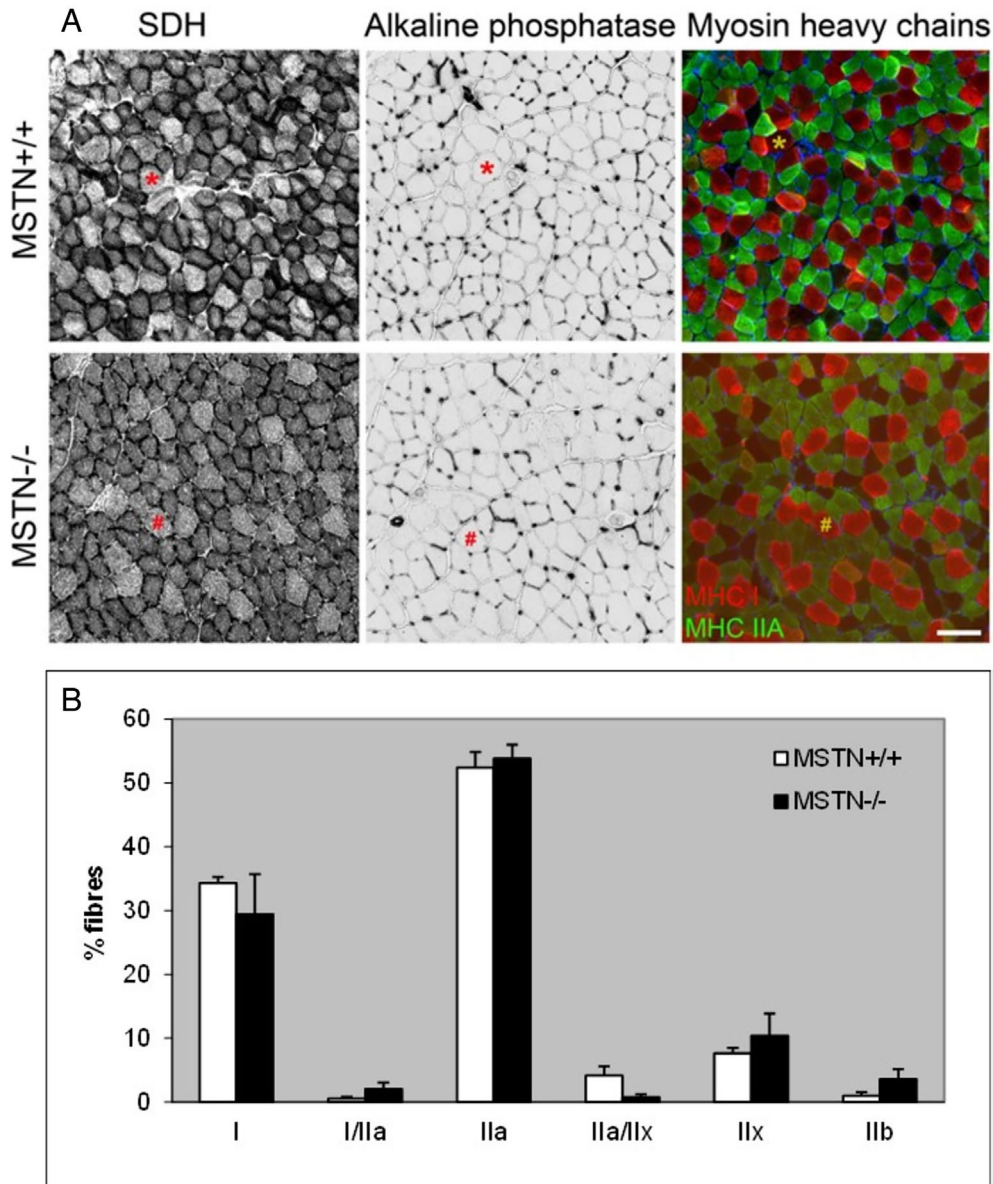 A
SDH Alkaline phosphatase Myosin heavy chains
MSTN+/+
*
*
*
MSTN-/-
#
#
#
MHC I
MHC IIA
B
60
50
40
30
20
10
0
% fibres
MSTN+/+
MSTN-/-
I I/IIa IIa IIa/IIx IIx IIb